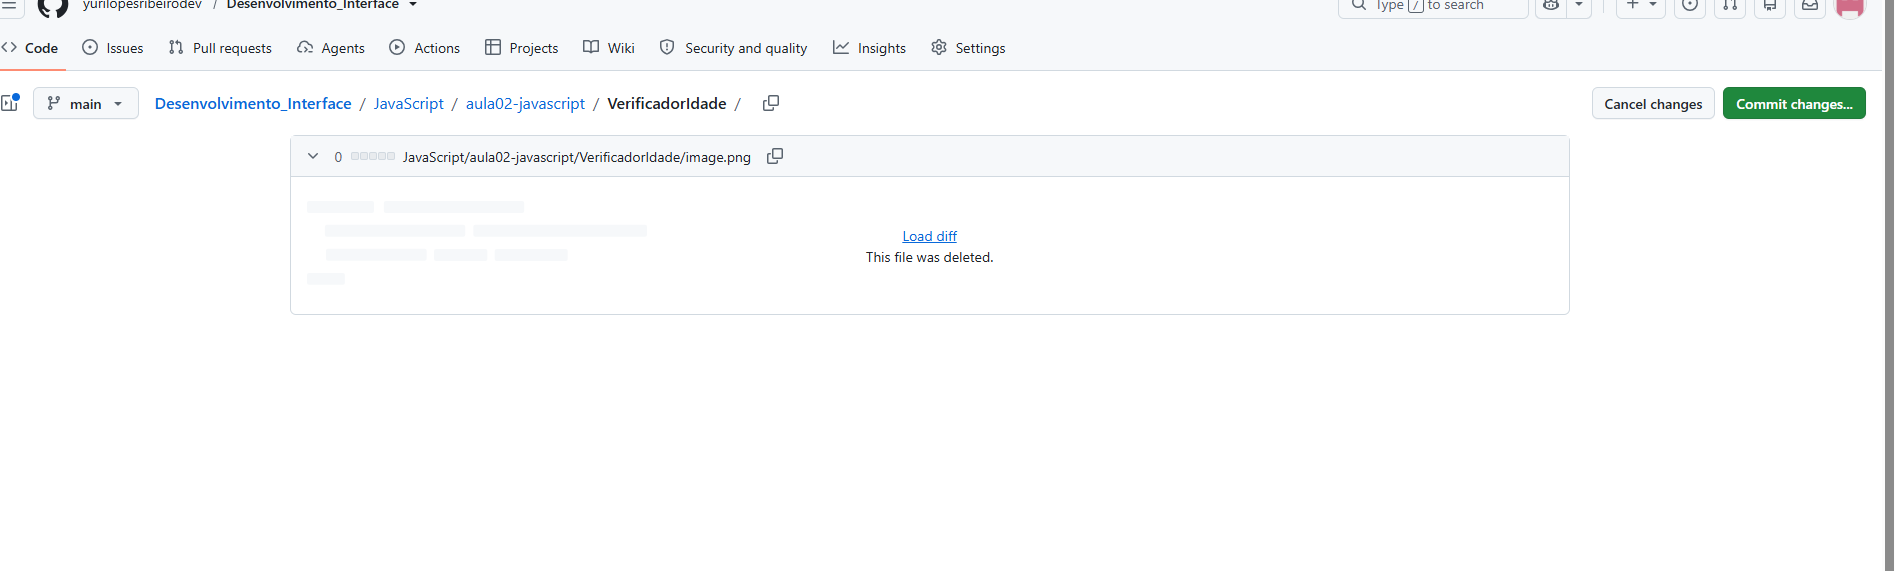 yurilopesribeirodev / Desenvolvimento_Interface
Type / to search
Code Issues Pull requests Agents Actions Projects Wiki Security and quality Insights Settings
main Desenvolvimento_Interface / JavaScript / aula02-javascript / VerificadorIdade / Cancel changes Commit changes...
0 JavaScript/aula02-javascript/VerificadorIdade/image.png
Load diff
This file was deleted.